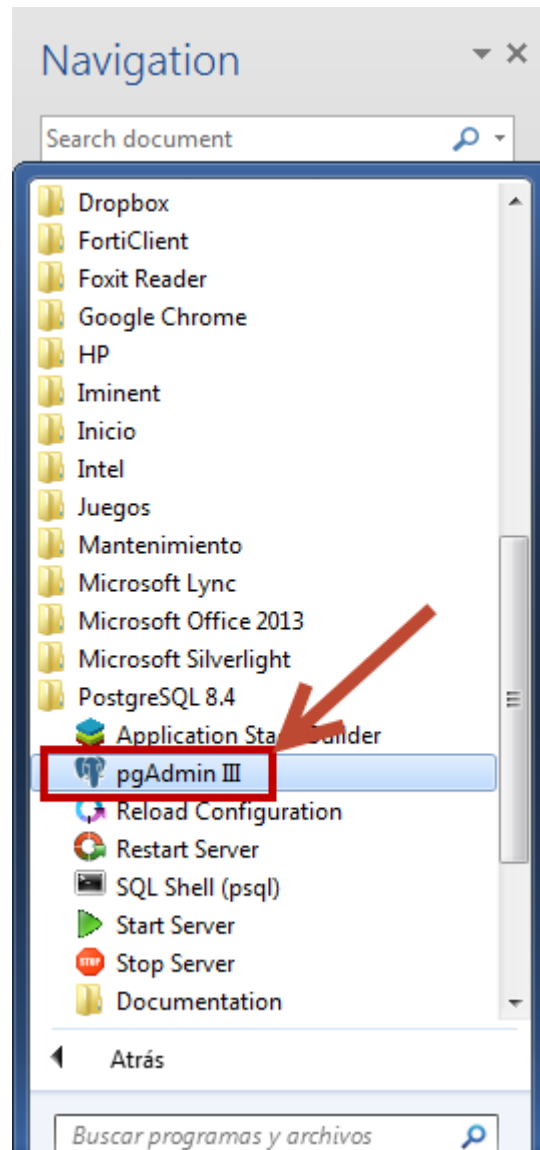 Navigation
Search document
Dropbox
FortiClient
Foxit Reader
Google Chrome
HP
Iminent
Inicio
Intel
Juegos
Mantenimiento
Microsoft Lync
Microsoft Office 2013
Microsoft Silverlight
PostgreSQL 8.4
Application Stack Builder
pgAdmin III
Reload Configuration
Restart Server
SQL Shell (psql)
Start Server
STOP Stop Server
Documentation
Atrás
Buscar programas y archivos